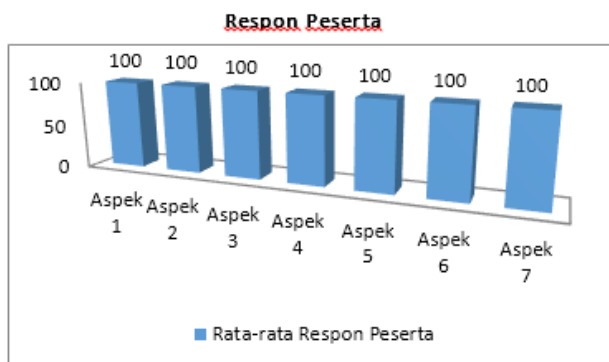 Respon Peserta
100 100 100 100 100 100 100
100
50
0
Aspek 1
Aspek 2
Aspek 3
Aspek 4
Aspek 5
Aspek 6
Aspek 7
Rata-rata Respon Peserta